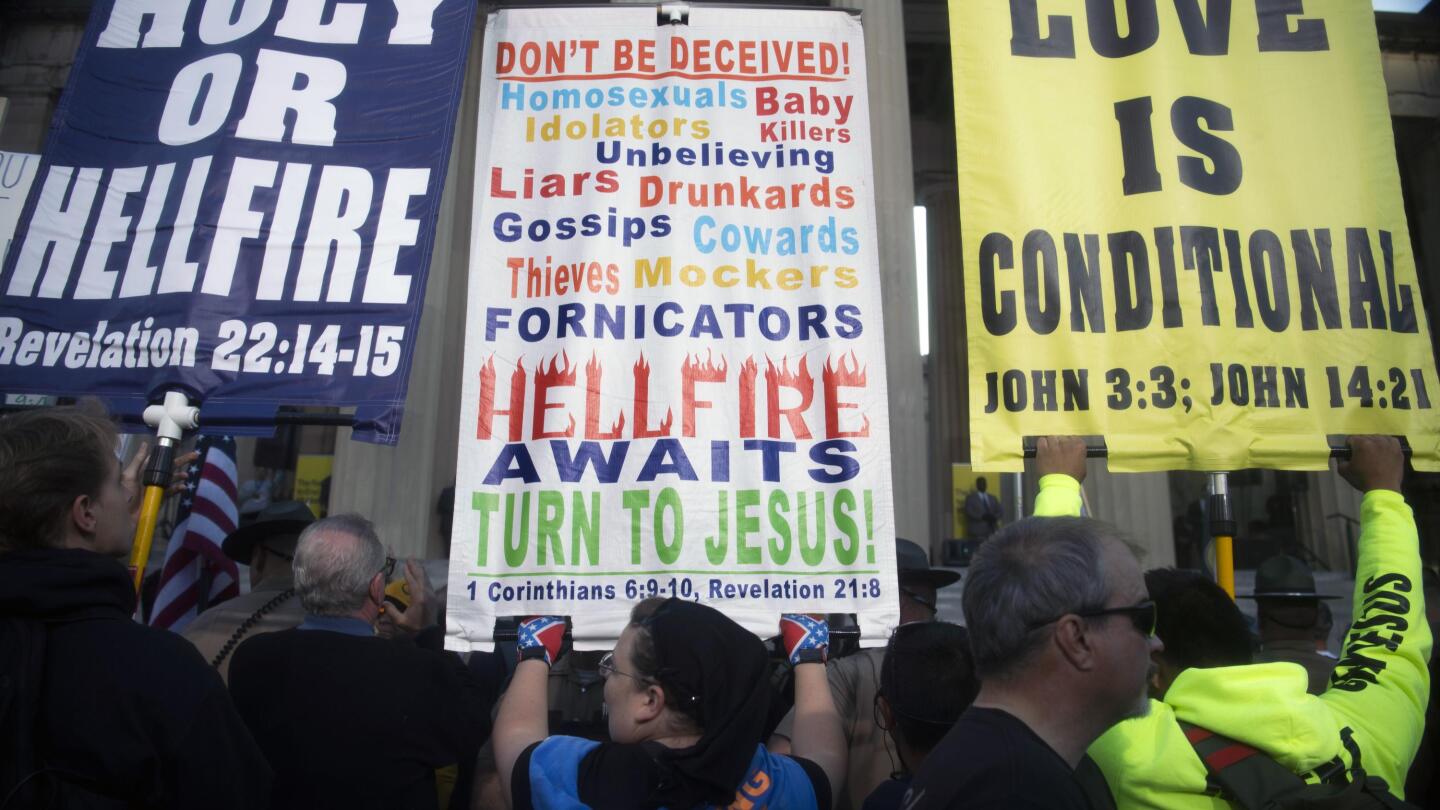 HOLY
OR
HELLFIRE
Revelation 22:14-15
DON'T BE DECEIVED!
Homosexuals Baby
Idolators Killers
Unbelieving
Liars Drunkards
Gossips Cowards
Thieves Mockers
FORNICATORS
HELLFIRE
AWAITS
TURN TO JESUS!
1 Corinthians 6:9-10, Revelation 21:8
LOVE
IS
CONDITIONAL
JOHN 3:3; JOHN 14:21
JESUS